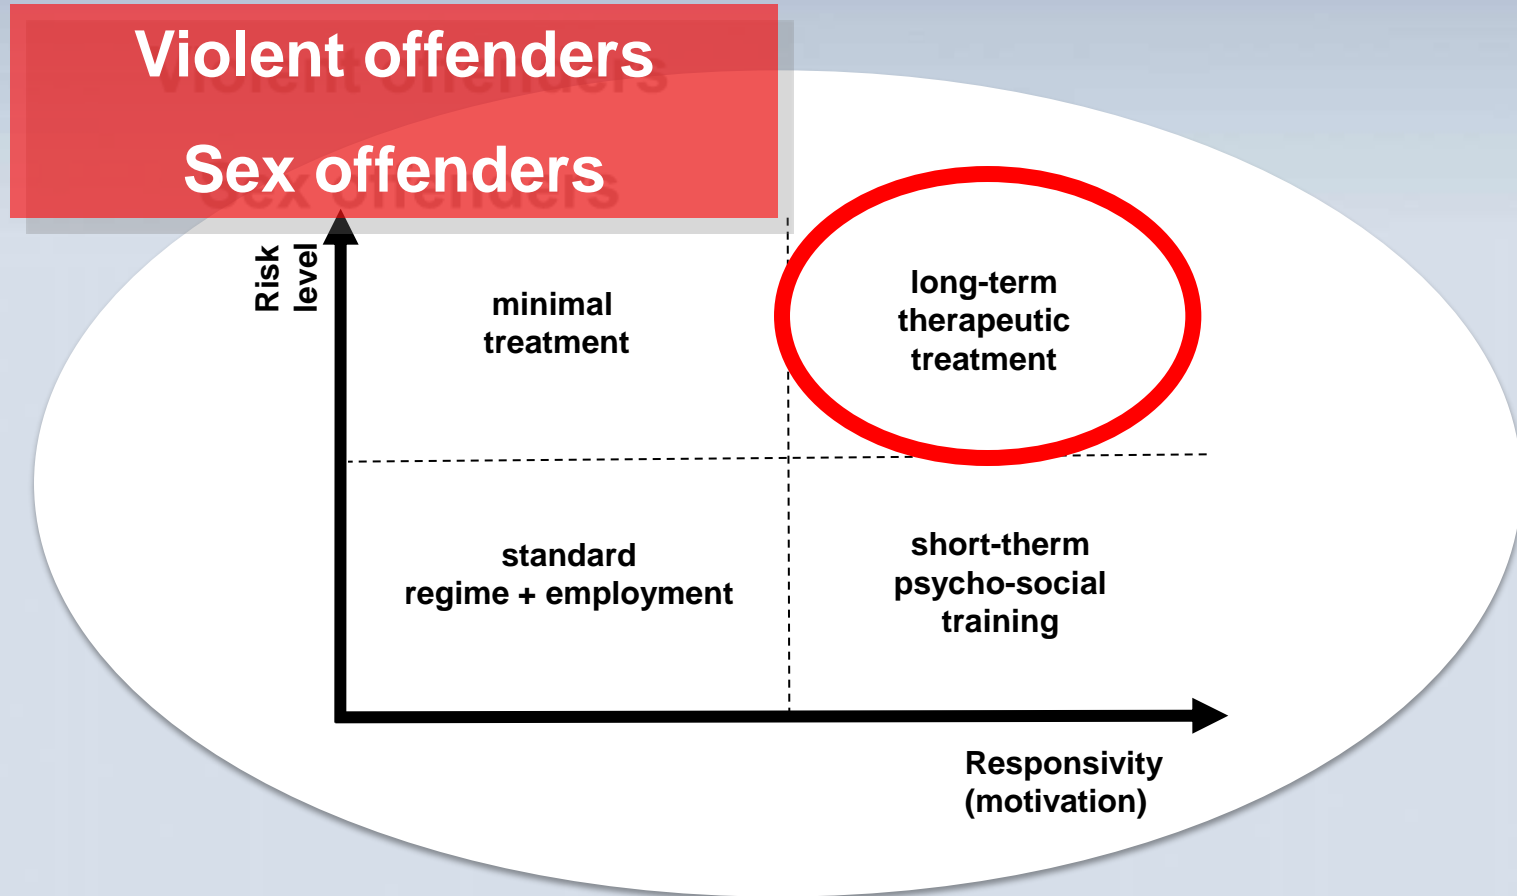 Violent offenders
Sex offenders
Risk
level
minimal
treatment
long-term
therapeutic
treatment
standard
regime + employment
short-therm
psycho-social
training
Responsivity
(motivation)